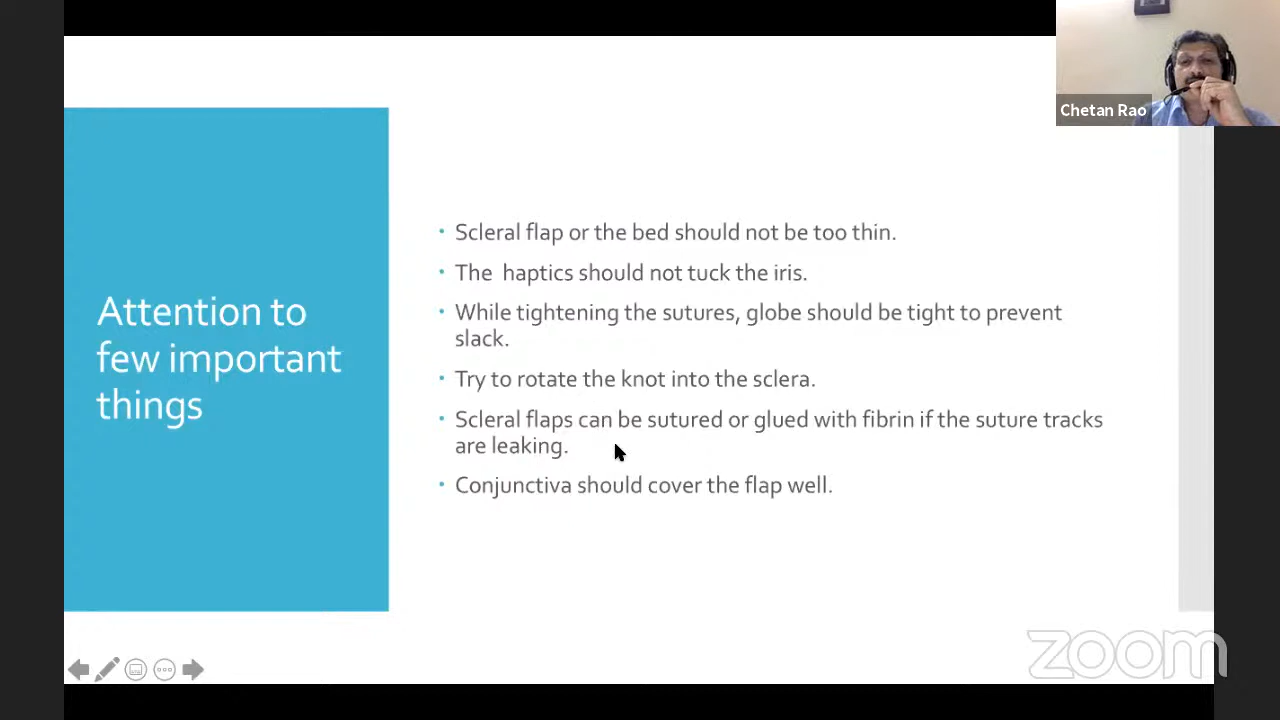 Chetan Rao
Attention to
few important
things
Scleral flap or the bed should not be too thin.
The haptics should not tuck the iris.
While tightening the sutures, globe should be tight to prevent
slack.
Try to rotate the knot into the sclera.
Scleral flaps can be sutured or glued with fibrin if the suture tracks
are leaking.
Conjunctiva should cover the flap well.
zoom